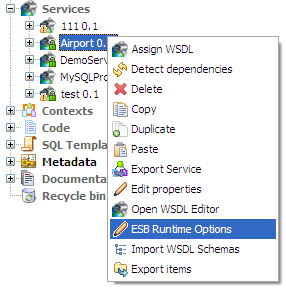 Services
111 0.1
Airport 0.
DemoServ
MySQLPro
test 0.1
Contexts
Code
SQL Templa
Metadata
Documenta
Recycle bin
Assign WSDL
Detect dependencies
Delete
Copy
Duplicate
Paste
Export Service
Edit properties
Open WSDL Editor
ESB Runtime Options
Import WSDL Schemas
Export items